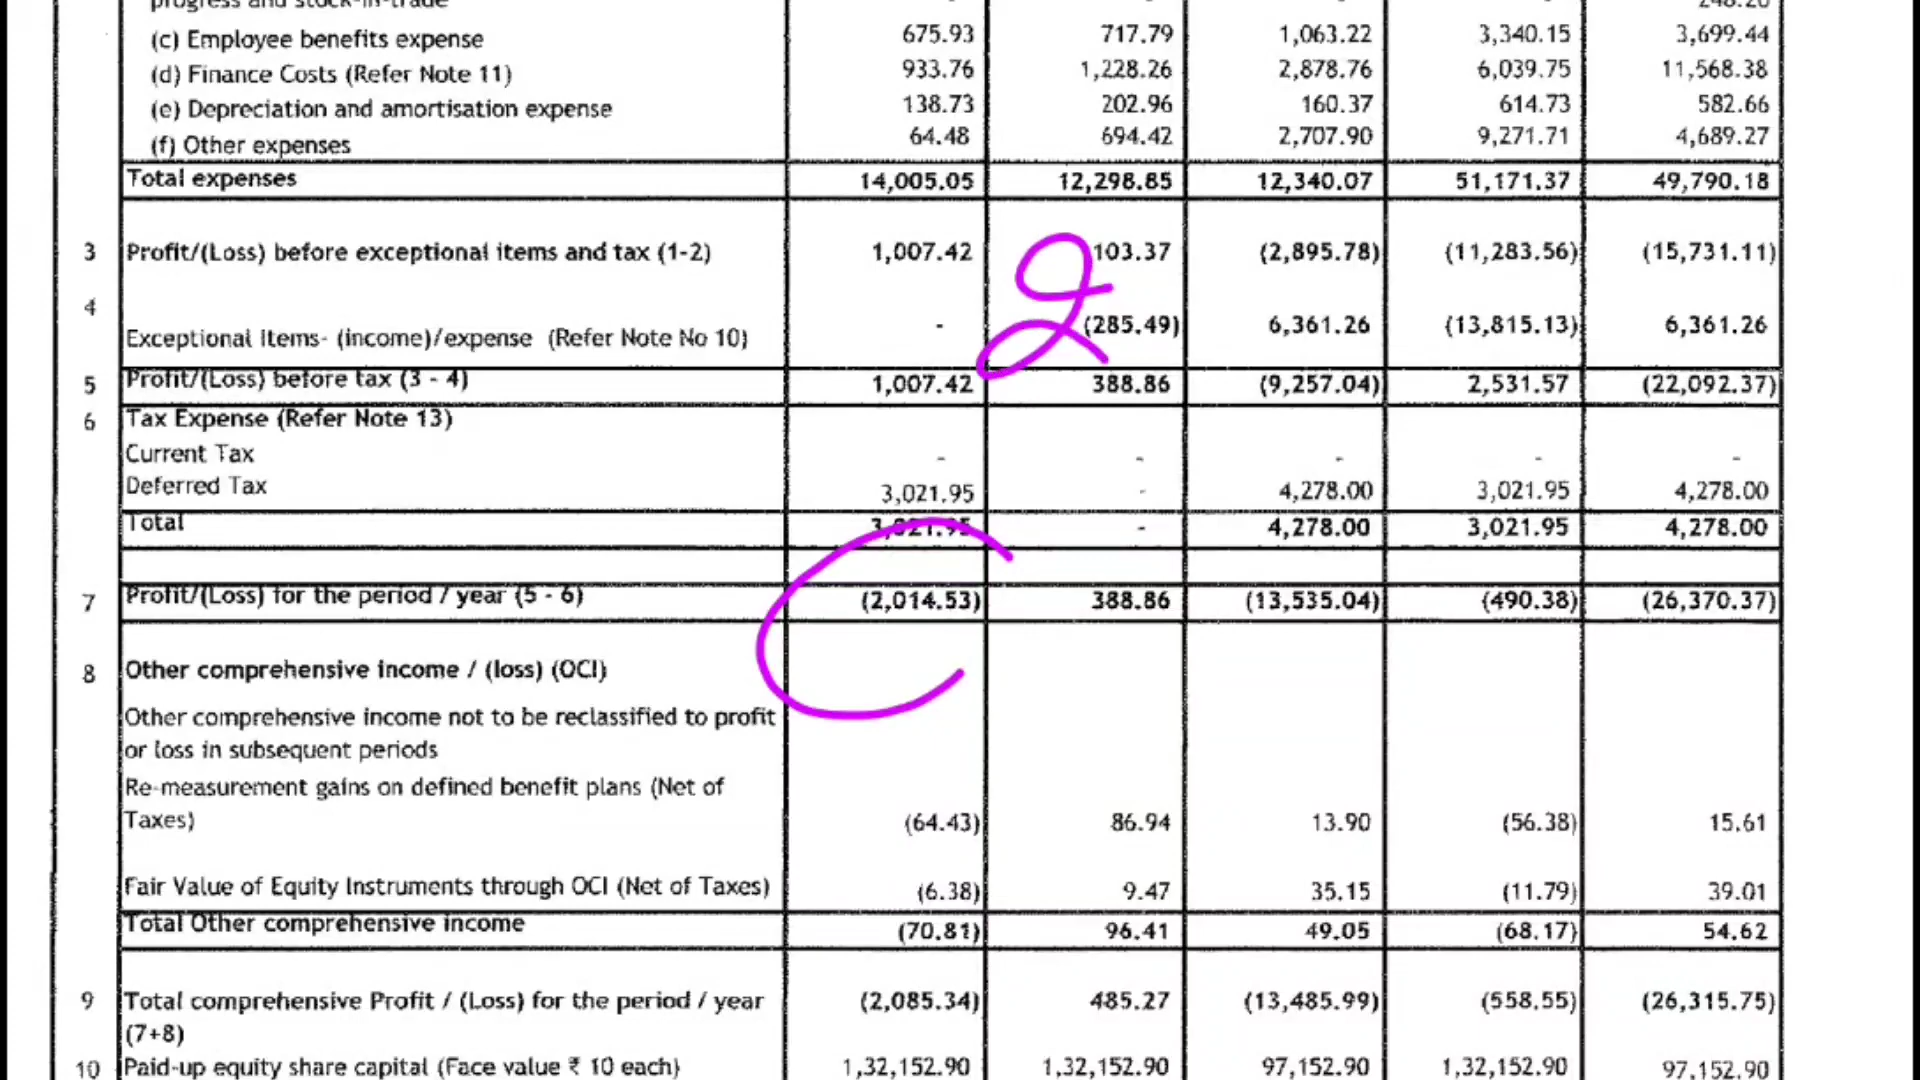 progress and stock-in-trade - - - - 248.20
(c) Employee benefits expense 675.93 717.79 1,063.22 3,340.15 3,699.44
(d) Finance Costs (Refer Note 11) 933.76 1,228.26 2,878.76 6,039.75 11,568.38
(e) Depreciation and amortisation expense 138.73 202.96 160.37 614.73 582.66
(f) Other expenses 64.48 694.42 2,707.90 9,271.71 4,689.27
Total expenses 14,005.05 12,298.85 12,340.07 51,171.37 49,790.18
3 Profit/(Loss) before exceptional items and tax (1-2) 1,007.42 103.37 (2,895.78) (11,283.56) (15,731.11)
4
Exceptional items- (income)/expense (Refer Note No 10) - (285.49) 6,361.26 (13,815.13) 6,361.26
5 Profit/(Loss) before tax (3 - 4) 1,007.42 388.86 (9,257.04) 2,531.57 (22,092.37)
6 Tax Expense (Refer Note 13)
Current Tax - - - - -
Deferred Tax 3,021.95 - 4,278.00 3,021.95 4,278.00
Total 3,021.95 - 4,278.00 3,021.95 4,278.00
7 Profit/(Loss) for the period / year (5 - 6) (2,014.53) 388.86 (13,535.04) (490.38) (26,370.37)
8 Other comprehensive income / (loss) (OCI)
Other comprehensive income not to be reclassified to profit
or loss in subsequent periods
Re-measurement gains on defined benefit plans (Net of
Taxes) (64.43) 86.94 13.90 (56.38) 15.61
Fair Value of Equity Instruments through OCI (Net of Taxes) (6.38) 9.47 35.15 (11.79) 39.01
Total Other comprehensive income (70.81) 96.41 49.05 (68.17) 54.62
9 Total comprehensive Profit / (Loss) for the period / year (2,085.34) 485.27 (13,485.99) (558.55) (26,315.75)
(7+8)
10 Paid-up equity share capital (Face value ₹ 10 each) 1,32,152.90 1,32,152.90 97,152.90 1,32,152.90 97,152.90